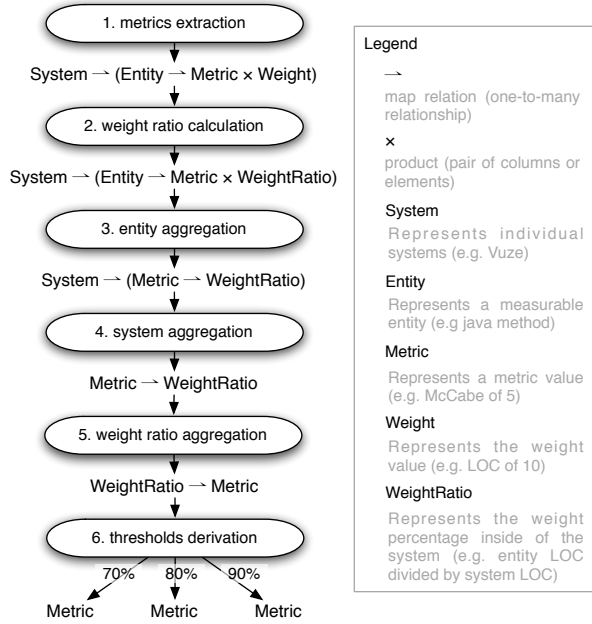 1. metrics extraction
System ⇀ (Entity ⇀ Metric × Weight)
2. weight ratio calculation
System ⇀ (Entity ⇀ Metric × WeightRatio)
3. entity aggregation
System ⇀ (Metric ⇀ WeightRatio)
4. system aggregation
Metric ⇀ WeightRatio
5. weight ratio aggregation
WeightRatio ⇀ Metric
6. thresholds derivation
70% 80% 90%
Metric Metric Metric
Legend
⇀
map relation (one-to-many
relationship)
×
product (pair of columns or
elements)
System
Represents individual
systems (e.g. Vuze)
Entity
Represents a measurable
entity (e.g java method)
Metric
Represents a metric value
(e.g. McCabe of 5)
Weight
Represents the weight
value (e.g. LOC of 10)
WeightRatio
Represents the weight
percentage inside of the
system (e.g. entity LOC
divided by system LOC)